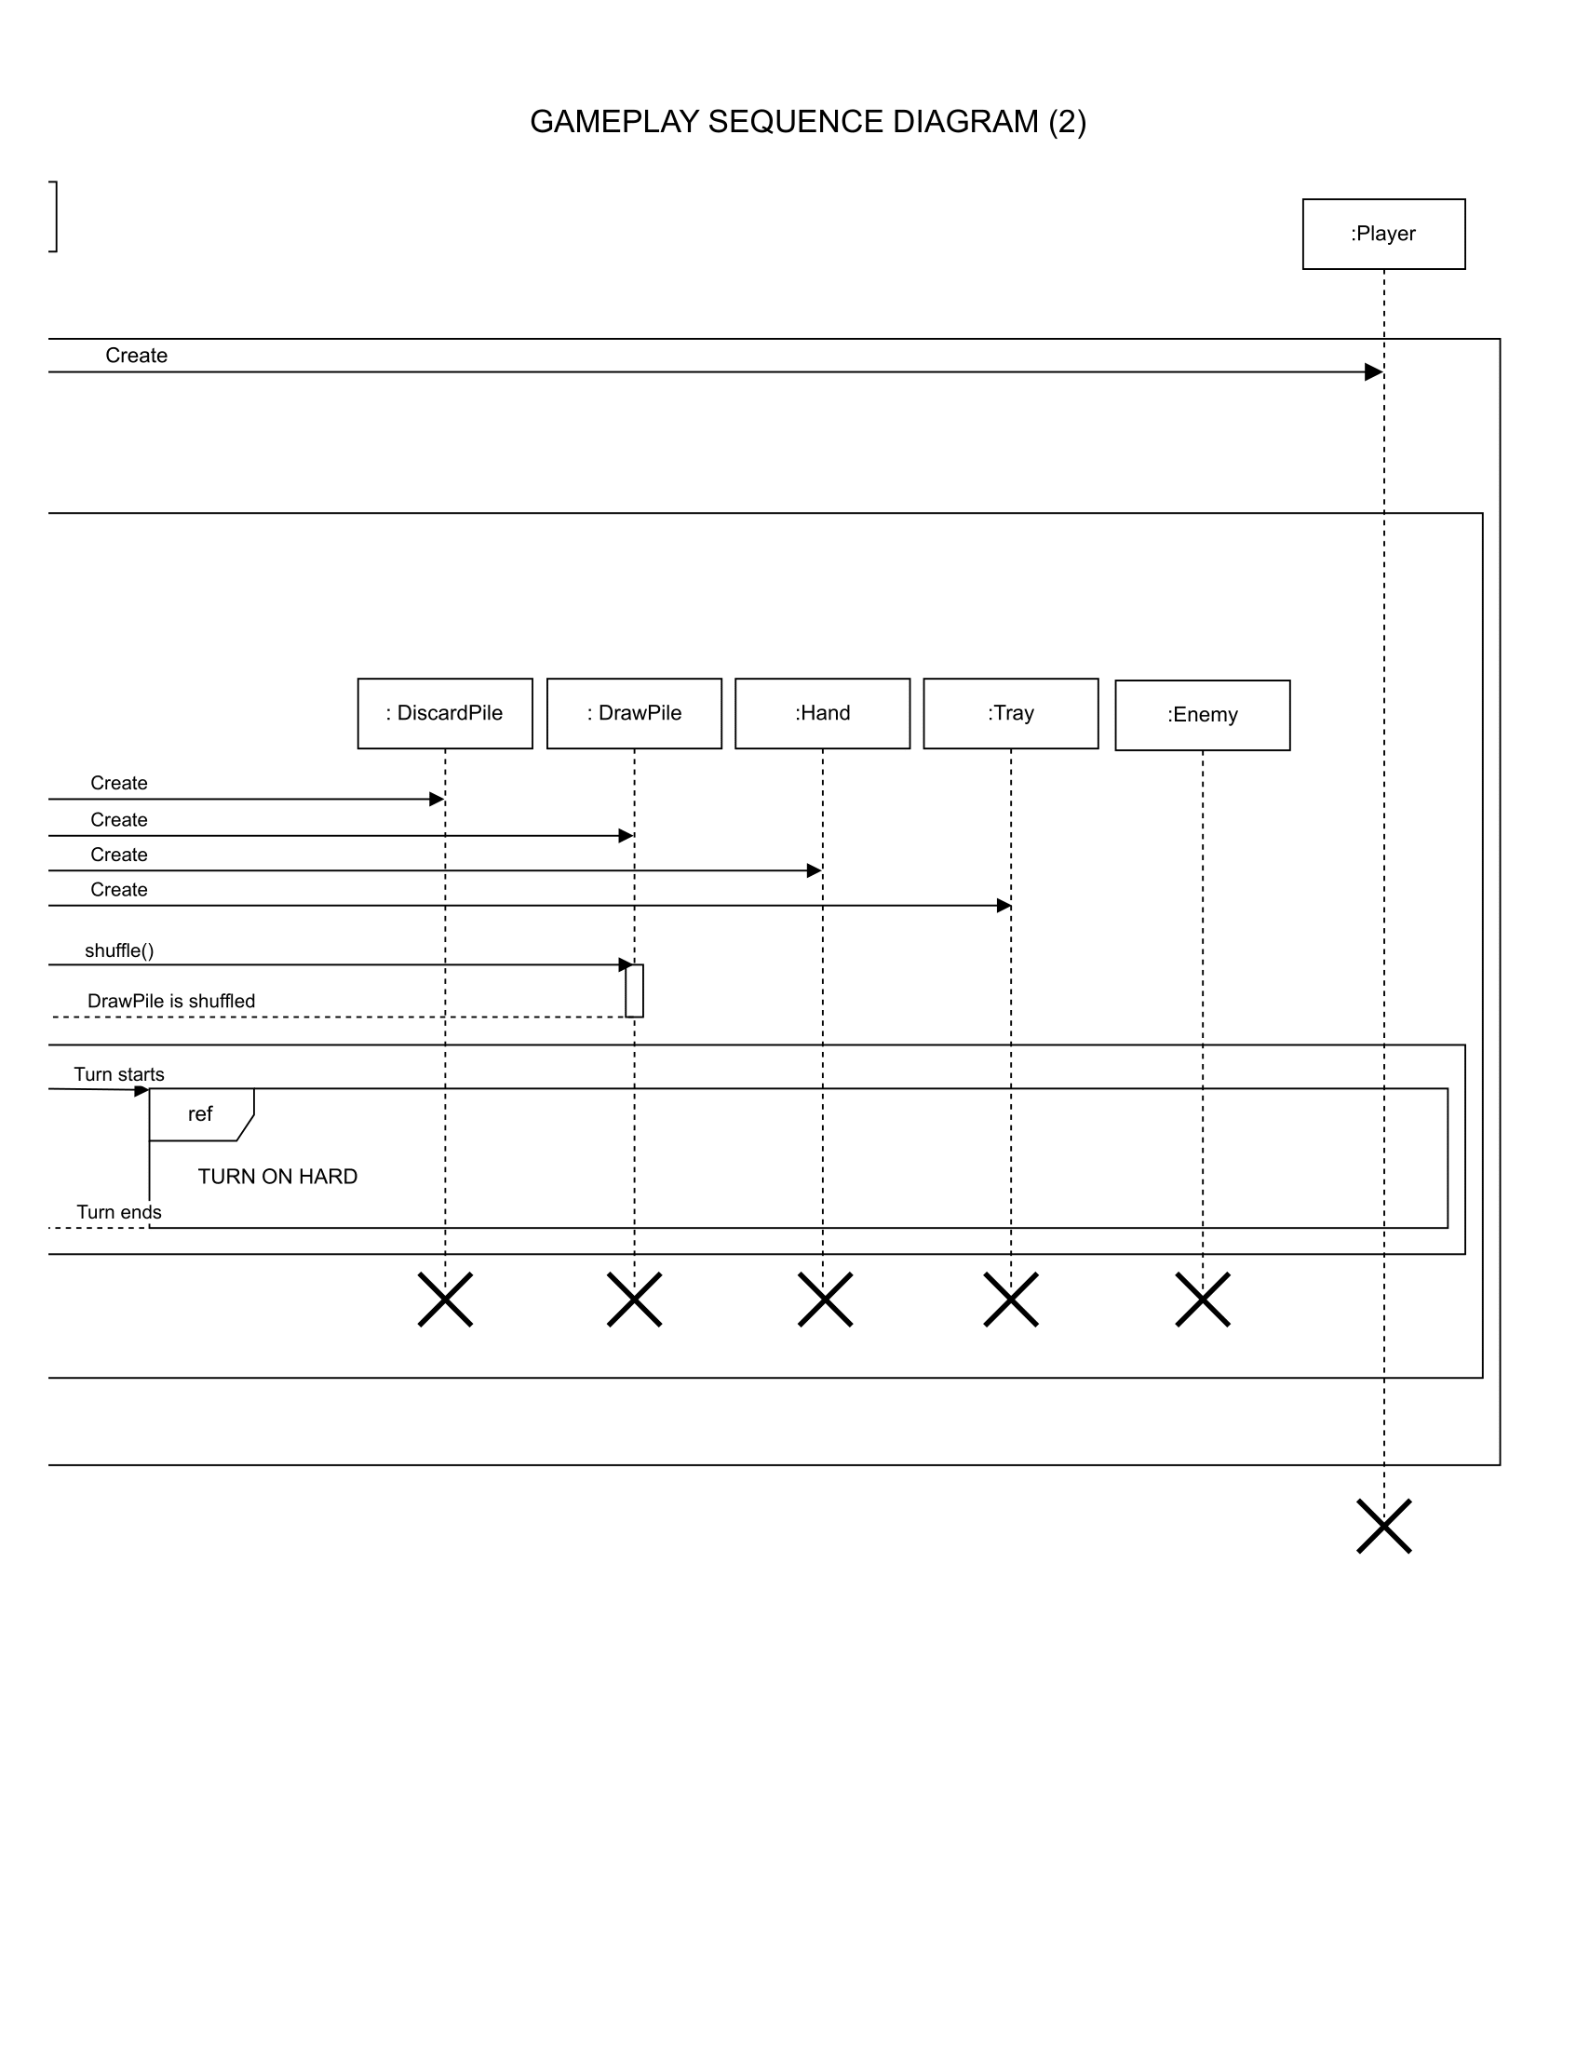 GAMEPLAY SEQUENCE DIAGRAM (2)
:Player
Create
: DiscardPile
: DrawPile
:Hand
:Tray
:Enemy
Create
Create
Create
Create
shuffle()
DrawPile is shuffled
Turn starts
ref
TURN ON HARD
Turn ends